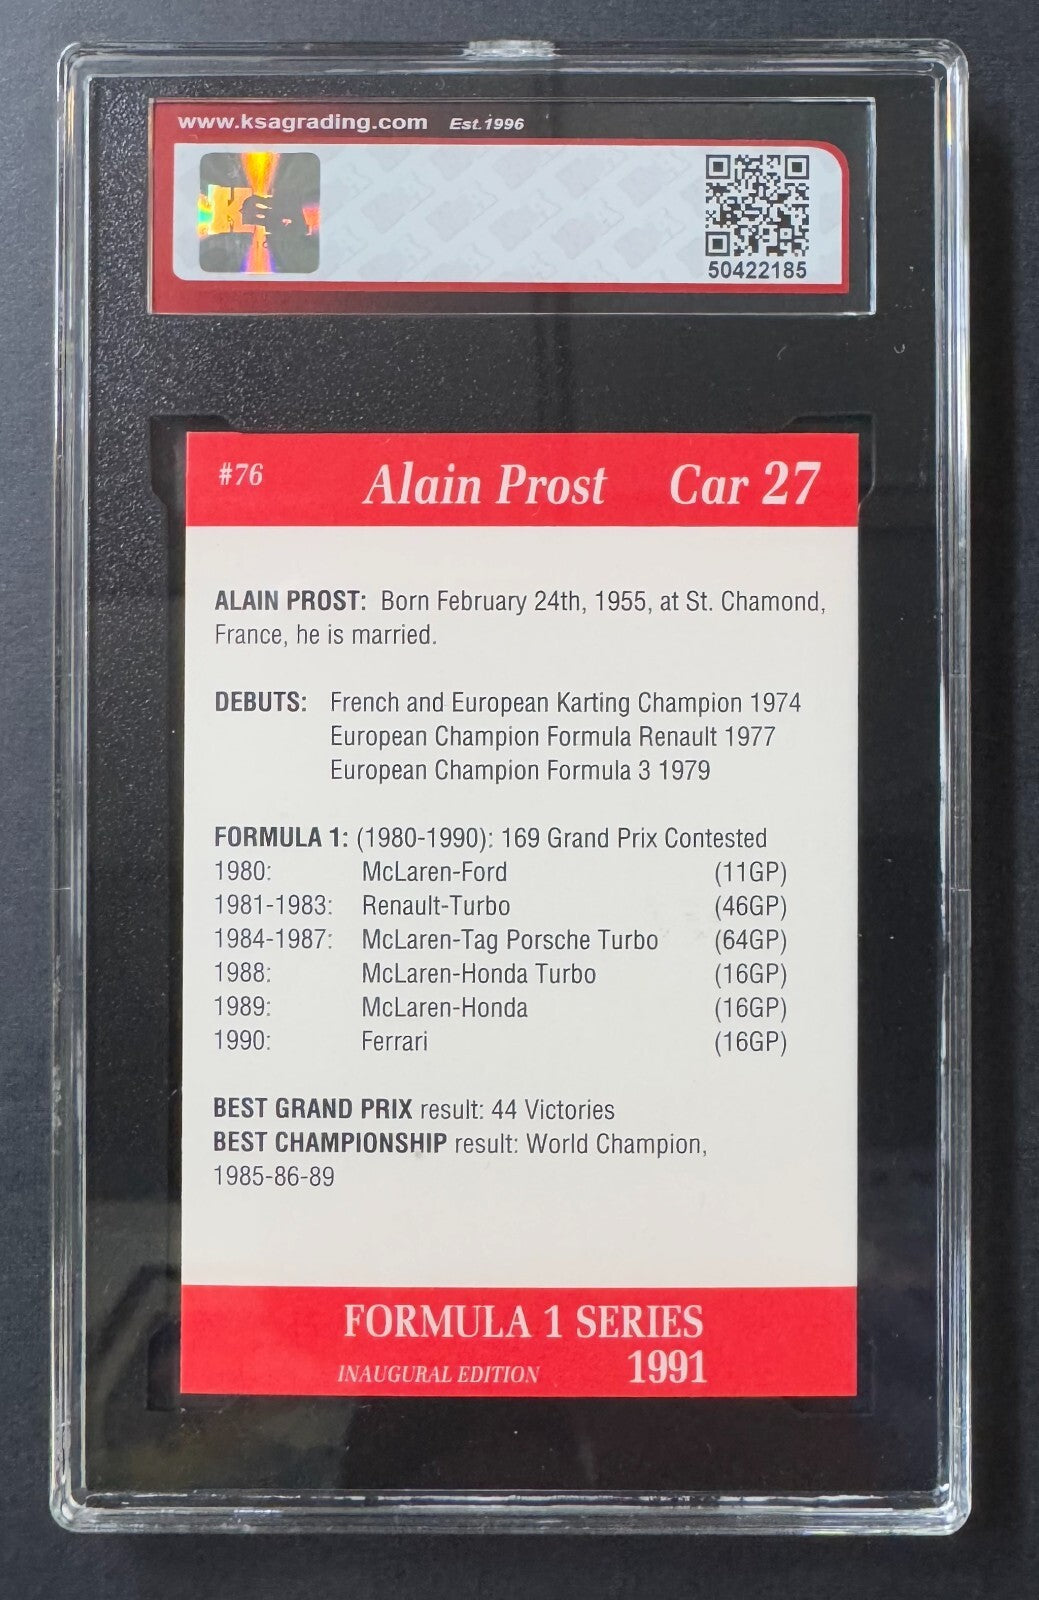 www.ksagrading.com Est.1996
50422185
#76 Alain Prost Car 27
ALAIN PROST: Born February 24th, 1955, at St. Chamond,
France, he is married.
DEBUTS: French and European Karting Champion 1974
European Champion Formula Renault 1977
European Champion Formula 3 1979
FORMULA 1: (1980-1990): 169 Grand Prix Contested
1980: McLaren-Ford (11GP)
1981-1983: Renault-Turbo (46GP)
1984-1987: McLaren-Tag Porsche Turbo (64GP)
1988: McLaren-Honda Turbo (16GP)
1989: McLaren-Honda (16GP)
1990: Ferrari (16GP)
BEST GRAND PRIX result: 44 Victories
BEST CHAMPIONSHIP result: World Champion,
1985-86-89
FORMULA 1 SERIES
INAUGURAL EDITION 1991